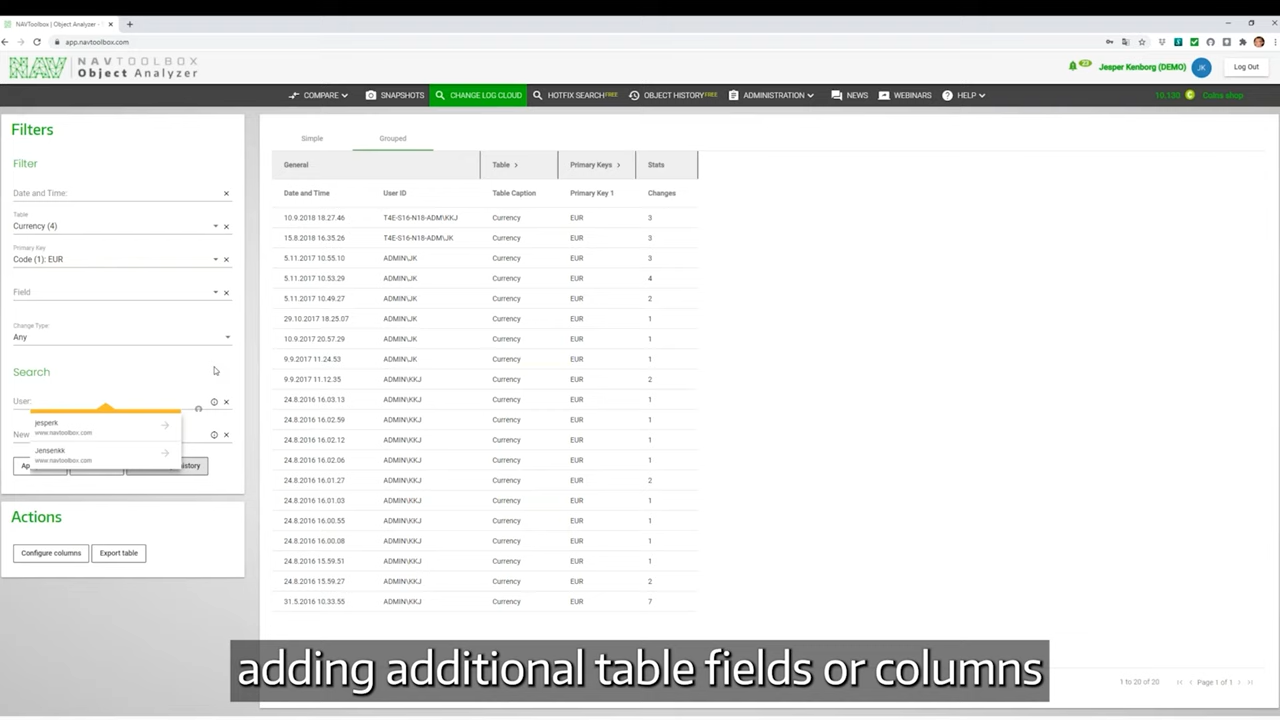 NAVToolbox | Object Analyzer -
app.navtoolbox.com
NAV NAVTOOLBOX
Object Analyzer
23
Jesper Kenborg (DEMO)
JK
Log Out
COMPARE
SNAPSHOTS
CHANGE LOG CLOUD
HOTFIX SEARCH FREE
OBJECT HISTORY FREE
ADMINISTRATION
NEWS
WEBINARS
HELP
10.130 C Coins shop
Filters
Filter
Date and Time:
Table
Currency (4)
Primary Key
Code (1): EUR
Field
Change Type:
Any
Search
User:
jesperk
www.navtoolbox.com
New
Jensenkk
www.navtoolbox.com
Ap
istory
Actions
Configure columns
Export table
Simple
Grouped
General Table Primary Keys Stats
Date and Time User ID Table Caption Primary Key 1 Changes
10.9.2018 18.27.46 T4E-S16-N18-ADM\KKJ Currency EUR 3
15.8.2018 16.35.26 T4E-S16-N18-ADM\JK Currency EUR 3
5.11.2017 10.55.10 ADMIN\JK Currency EUR 3
5.11.2017 10.53.29 ADMIN\JK Currency EUR 4
5.11.2017 10.49.27 ADMIN\JK Currency EUR 2
29.10.2017 18.25.07 ADMIN\JK Currency EUR 1
10.9.2017 20.57.29 ADMIN\JK Currency EUR 1
9.9.2017 11.24.53 ADMIN\JK Currency EUR 1
9.9.2017 11.12.35 ADMIN\KKJ Currency EUR 2
24.8.2016 16.03.13 ADMIN\KKJ Currency EUR 1
24.8.2016 16.02.59 ADMIN\KKJ Currency EUR 1
24.8.2016 16.02.12 ADMIN\KKJ Currency EUR 1
24.8.2016 16.02.06 ADMIN\KKJ Currency EUR 1
24.8.2016 16.01.27 ADMIN\KKJ Currency EUR 2
24.8.2016 16.01.03 ADMIN\KKJ Currency EUR 1
24.8.2016 16.00.55 ADMIN\KKJ Currency EUR 1
24.8.2016 16.00.08 ADMIN\KKJ Currency EUR 1
24.8.2016 15.59.51 ADMIN\KKJ Currency EUR 1
24.8.2016 15.59.27 ADMIN\KKJ Currency EUR 2
31.5.2016 10.33.55 ADMIN\KKJ Currency EUR 7
adding additional table fields or columns
1 to 20 of 20
Page 1 of 1